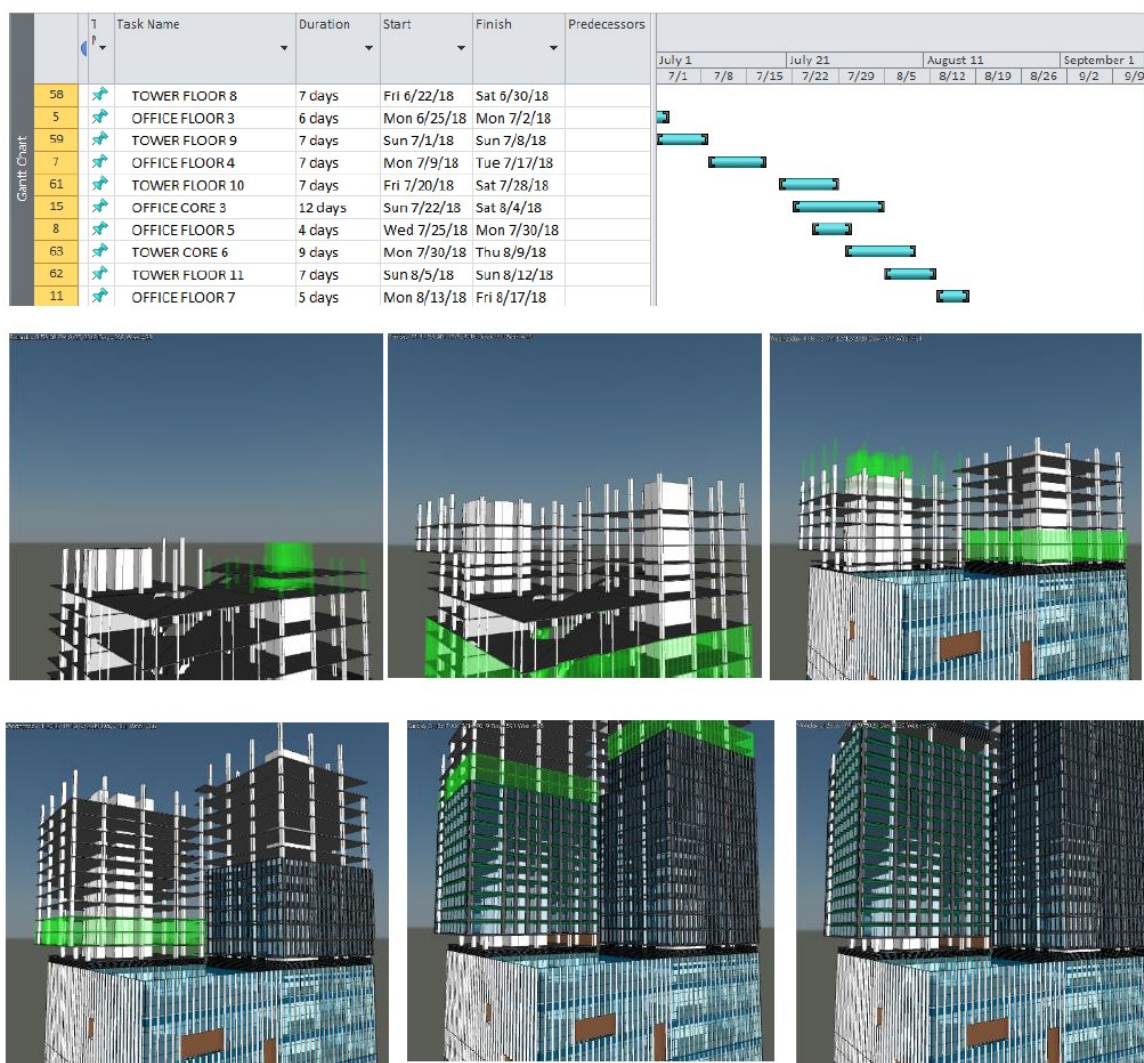 Task Name Duration Start Finish Predecessors
July 1 July 21 August 11 September 1
7/1 7/8 7/15 7/22 7/29 8/5 8/12 8/19 8/26 9/2 9/9
58 TOWER FLOOR 8 7 days Fri 6/22/18 Sat 6/30/18
5 OFFICE FLOOR 3 6 days Mon 6/25/18 Mon 7/2/18
59 TOWER FLOOR 9 7 days Sun 7/1/18 Sun 7/8/18
7 OFFICE FLOOR 4 7 days Mon 7/9/18 Tue 7/17/18
61 TOWER FLOOR 10 7 days Fri 7/20/18 Sat 7/28/18
15 OFFICE CORE 3 12 days Sun 7/22/18 Sat 8/4/18
8 OFFICE FLOOR 5 4 days Wed 7/25/18 Mon 7/30/18
63 TOWER CORE 6 9 days Mon 7/30/18 Thu 8/9/18
62 TOWER FLOOR 11 7 days Sun 8/5/18 Sun 8/12/18
11 OFFICE FLOOR 7 5 days Mon 8/13/18 Fri 8/17/18
Gantt Chart